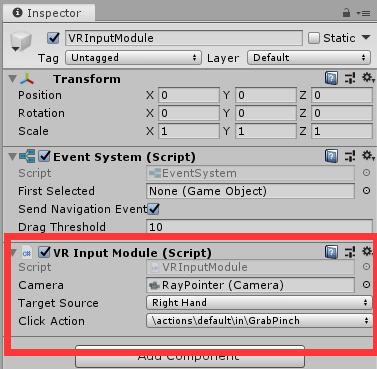 Inspector
VRInputModule Static
Tag Untagged Layer Default
Transform
Position X 0 Y 0 Z 0
Rotation X 0 Y 0 Z 0
Scale X 1 Y 1 Z 1
Event System (Script)
Script EventSystem
First Selected None (Game Object)
Send Navigation Event
Drag Threshold 10
VR Input Module (Script)
Script VRInputModule
Camera RayPointer (Camera)
Target Source Right Hand
Click Action \actions\default\in\GrabPinch
Add Component